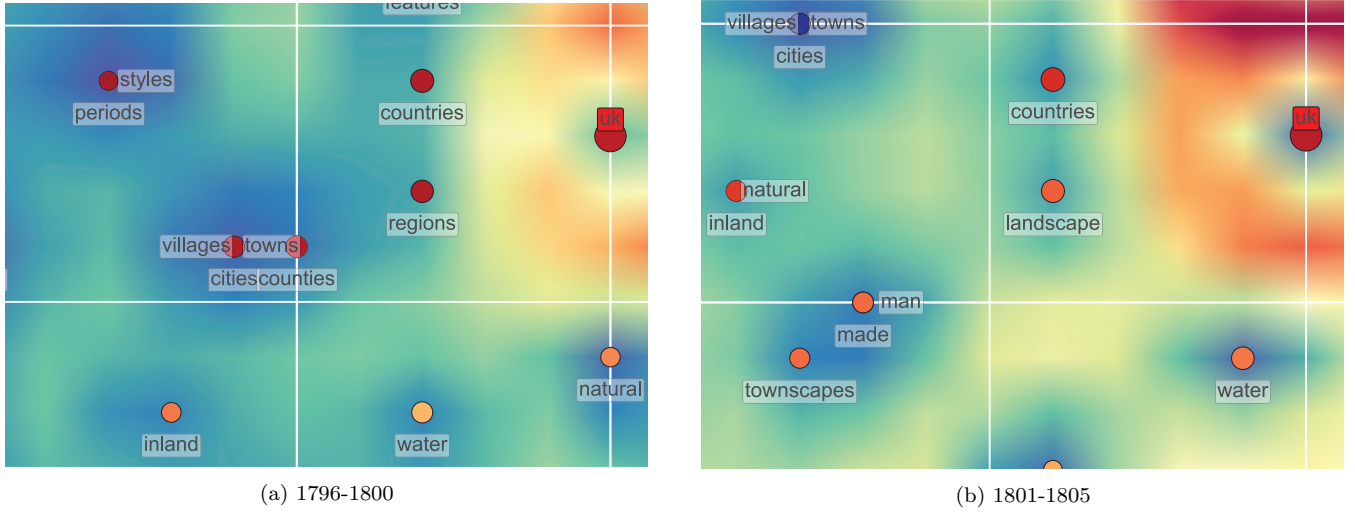 features
styles
periods
countries
uk
regions
villages towns
cities counties
natural
inland
water
(a) 1796-1800
villages towns
cities
countries
uk
natural
inland
landscape
man
made
townscapes
water
(b) 1801-1805